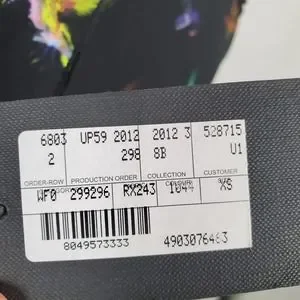 6803 UP59 2012 2012 3 528715
2 298 8B U1
ORDER-ROW PRODUCTION ORDER COLLECTION CUSTOMER
WF0 299296 RX243 1044 XS
8049573333 4903076463